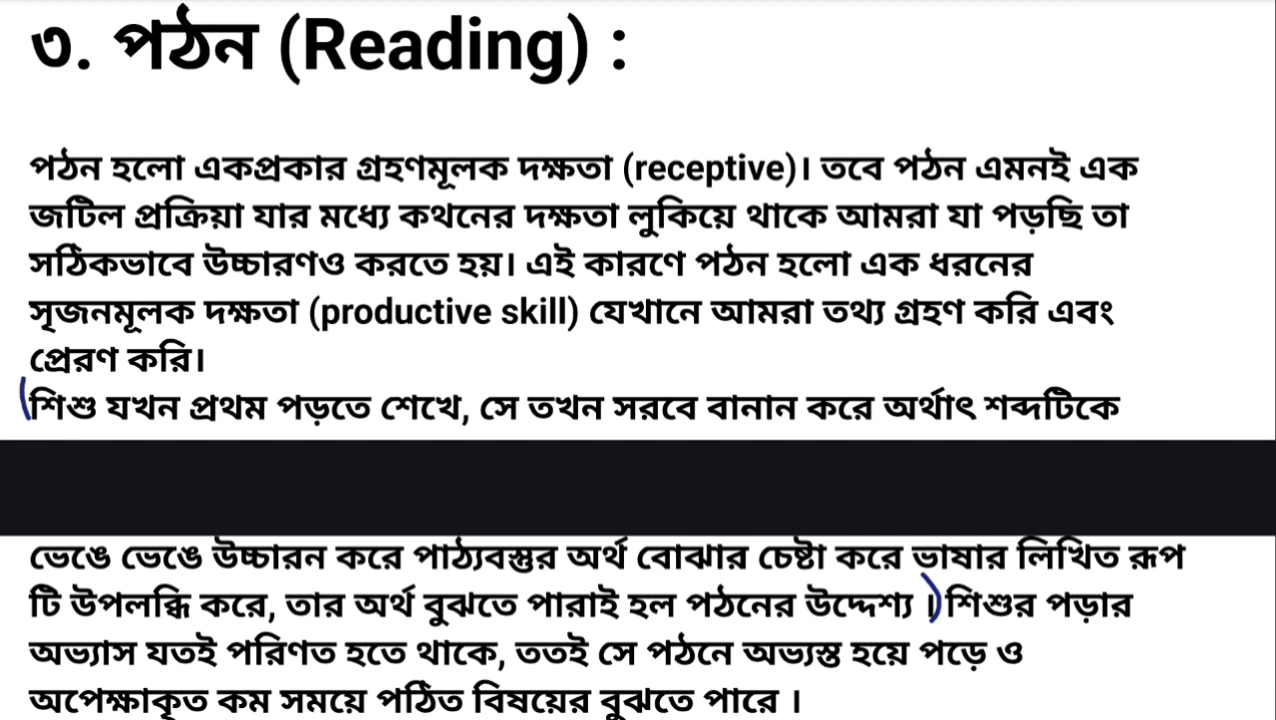 ৩. পঠন (Reading) :
পঠন হলো একপ্রকার গ্রহণমূলক দক্ষতা (receptive)। তবে পঠন এমনই এক
জটিল প্রক্রিয়া যার মধ্যে কথনের দক্ষতা লুকিয়ে থাকে আমরা যা পড়ছি তা
সঠিকভাবে উচ্চারণও করতে হয়। এই কারণে পঠন হলো এক ধরনের
সৃজনমূলক দক্ষতা (productive skill) যেখানে আমরা তথ্য গ্রহণ করি এবং
প্রেরণ করি।
শিশু যখন প্রথম পড়তে শেখে, সে তখন সরবে বানান করে অর্থাৎ শব্দটিকে
ভেঙে ভেঙে উচ্চারন করে পাঠ্যবস্তুর অর্থ বোঝার চেষ্টা করে ভাষার লিখিত রূপ
টি উপলব্ধি করে, তার অর্থ বুঝতে পারাই হল পঠনের উদ্দেশ্য । শিশুর পড়ার
অভ্যাস যতই পরিণত হতে থাকে, ততই সে পঠনে অভ্যস্ত হয়ে পড়ে ও
অপেক্ষাকৃত কম সময়ে পঠিত বিষয়ের বুঝতে পারে ।